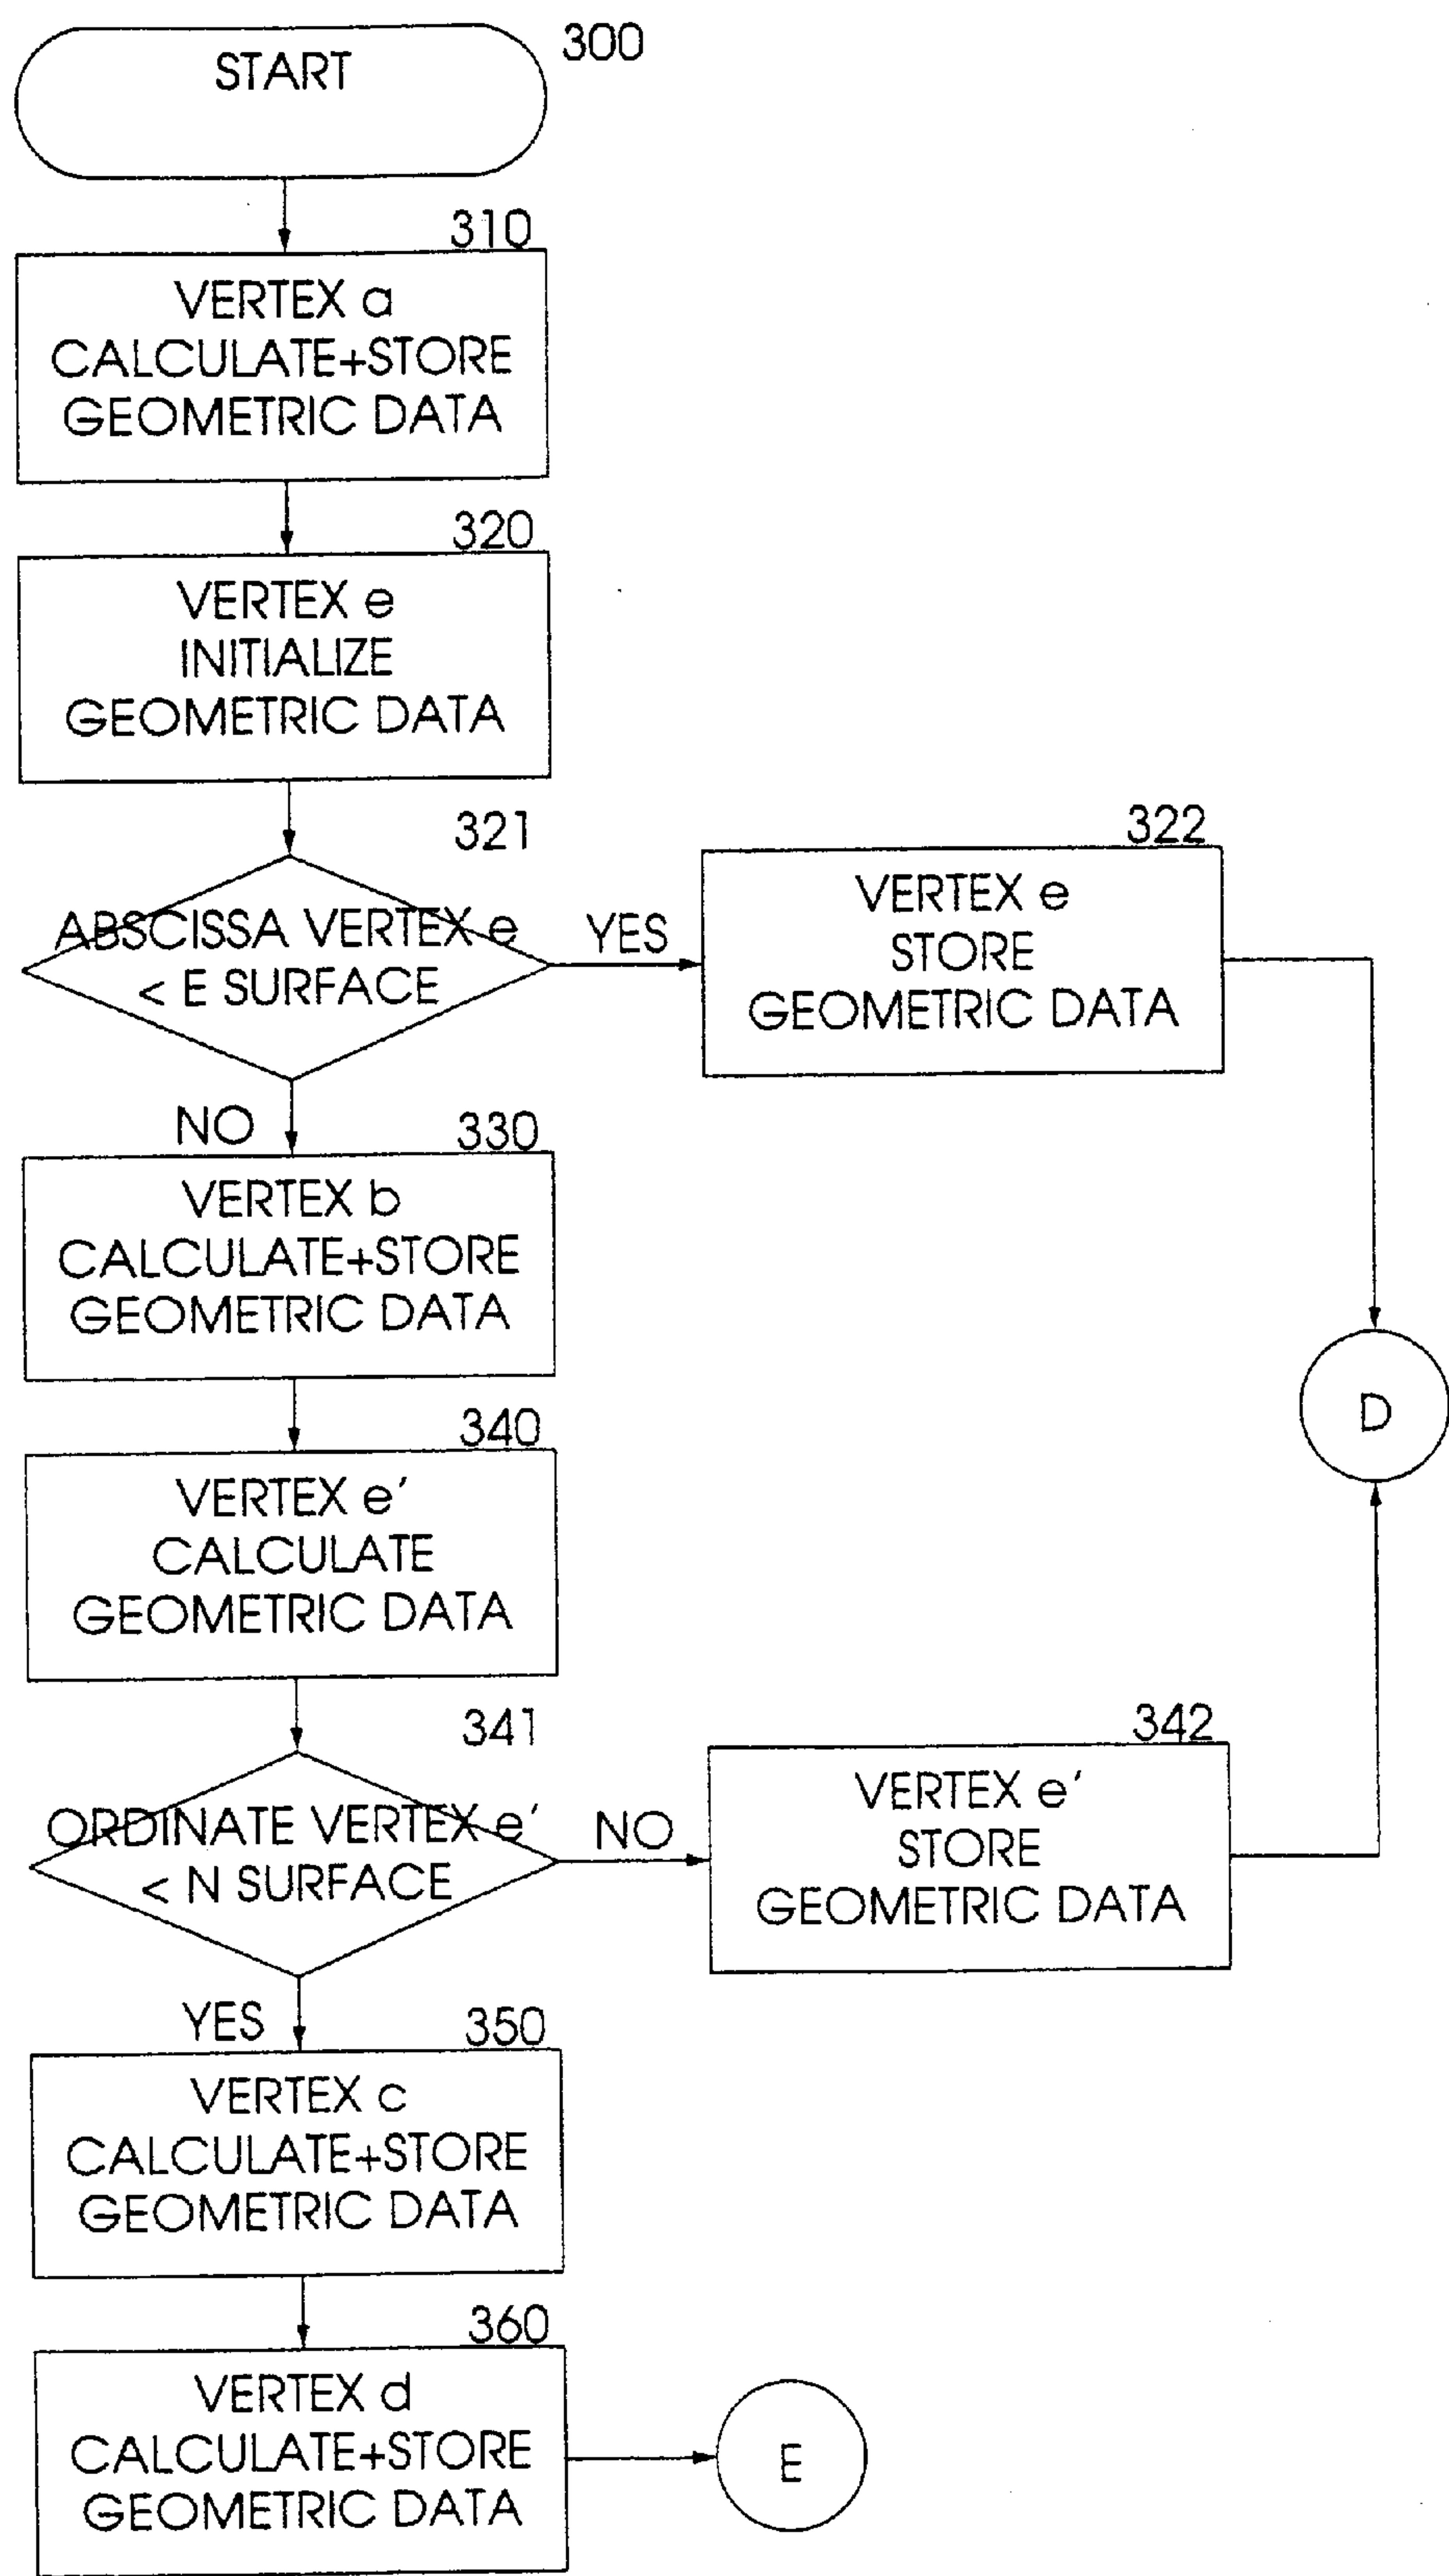 300
START
310
VERTEX a
CALCULATE+STORE
GEOMETRIC DATA
320
VERTEX e
INITIALIZE
GEOMETRIC DATA
321
ABSCISSA VERTEX e
< E SURFACE
YES
322
VERTEX e
STORE
GEOMETRIC DATA
NO
330
VERTEX b
CALCULATE+STORE
GEOMETRIC DATA
D
340
VERTEX e'
CALCULATE
GEOMETRIC DATA
341
ORDINATE VERTEX e'
< N SURFACE
NO
342
VERTEX e'
STORE
GEOMETRIC DATA
YES
350
VERTEX c
CALCULATE+STORE
GEOMETRIC DATA
360
VERTEX d
CALCULATE+STORE
GEOMETRIC DATA
E